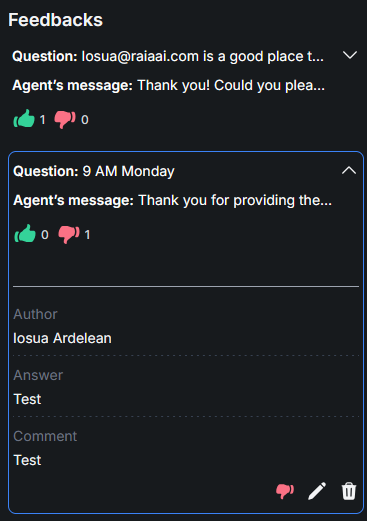 Feedbacks
Question: Iosua@raiaai.com is a good place t...
Agent's message: Thank you! Could you plea...
1 0
Question: 9 AM Monday
Agent's message: Thank you for providing the...
0 1
Author
Iosua Ardelean
Answer
Test
Comment
Test